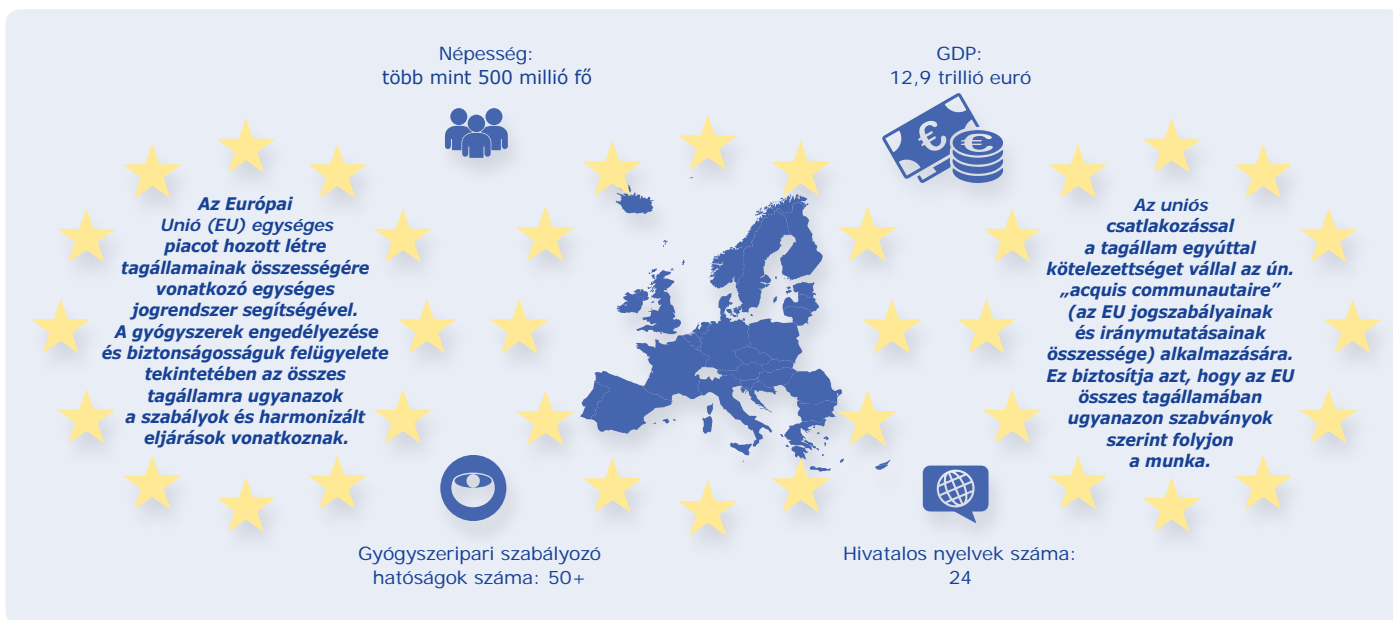 Népesség:
több mint 500 millió fő
GDP:
12,9 trillió euró
Az Európai
Unió (EU) egységes
piacot hozott létre
tagállamainak összességére
vonatkozó egységes
jogrendszer segítségével.
A gyógyszerek engedélyezése
és biztonságosságuk felügyelete
tekintetében az összes
tagállamra ugyanazok
a szabályok és harmonizált
eljárások vonatkoznak.
Az uniós
csatlakozással
a tagállam egyúttal
kötelezettséget vállal az ún.
„acquis communautaire”
(az EU jogszabályainak
és iránymutatásainak
összessége) alkalmazására.
Ez biztosítja azt, hogy az EU
összes tagállamában
ugyanazon szabványok
szerint folyjon
a munka.
Gyógyszeripari szabályozó
hatóságok száma: 50+
Hivatalos nyelvek száma:
24